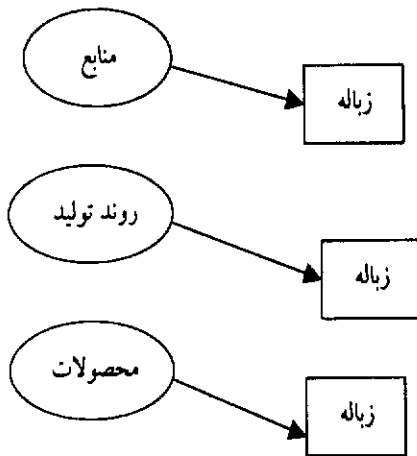 منابع
زباله
روند تولید
زباله
محصولات
زباله